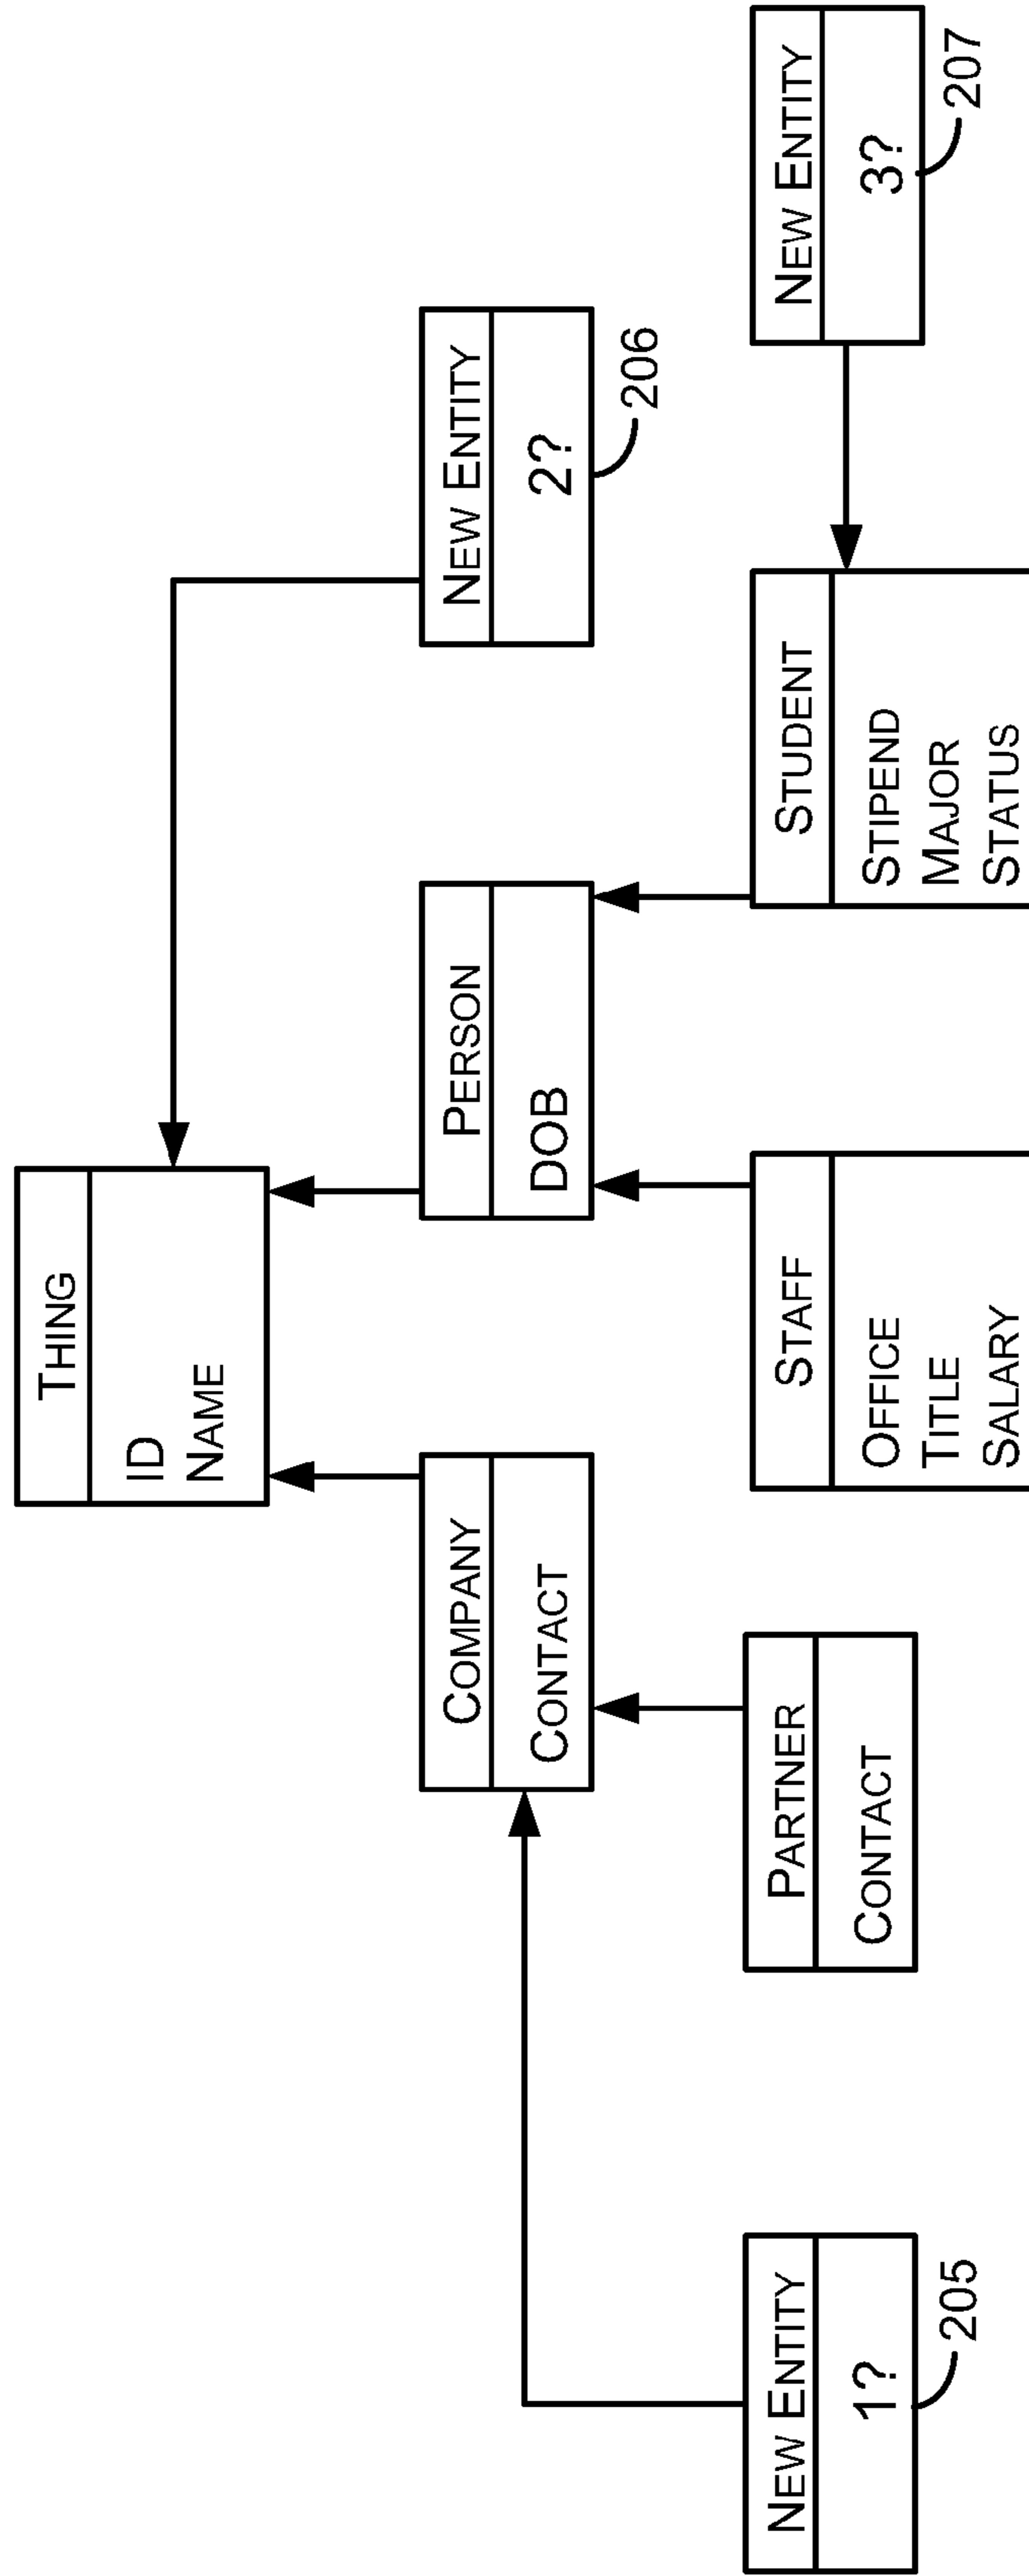 THING
ID
NAME
COMPANY
CONTACT
PERSON
DOB
NEW ENTITY
2?
206
NEW ENTITY
1?
205
PARTNER
CONTACT
STAFF
OFFICE
TITLE
SALARY
STUDENT
STIPEND
MAJOR
STATUS
NEW ENTITY
3?
207